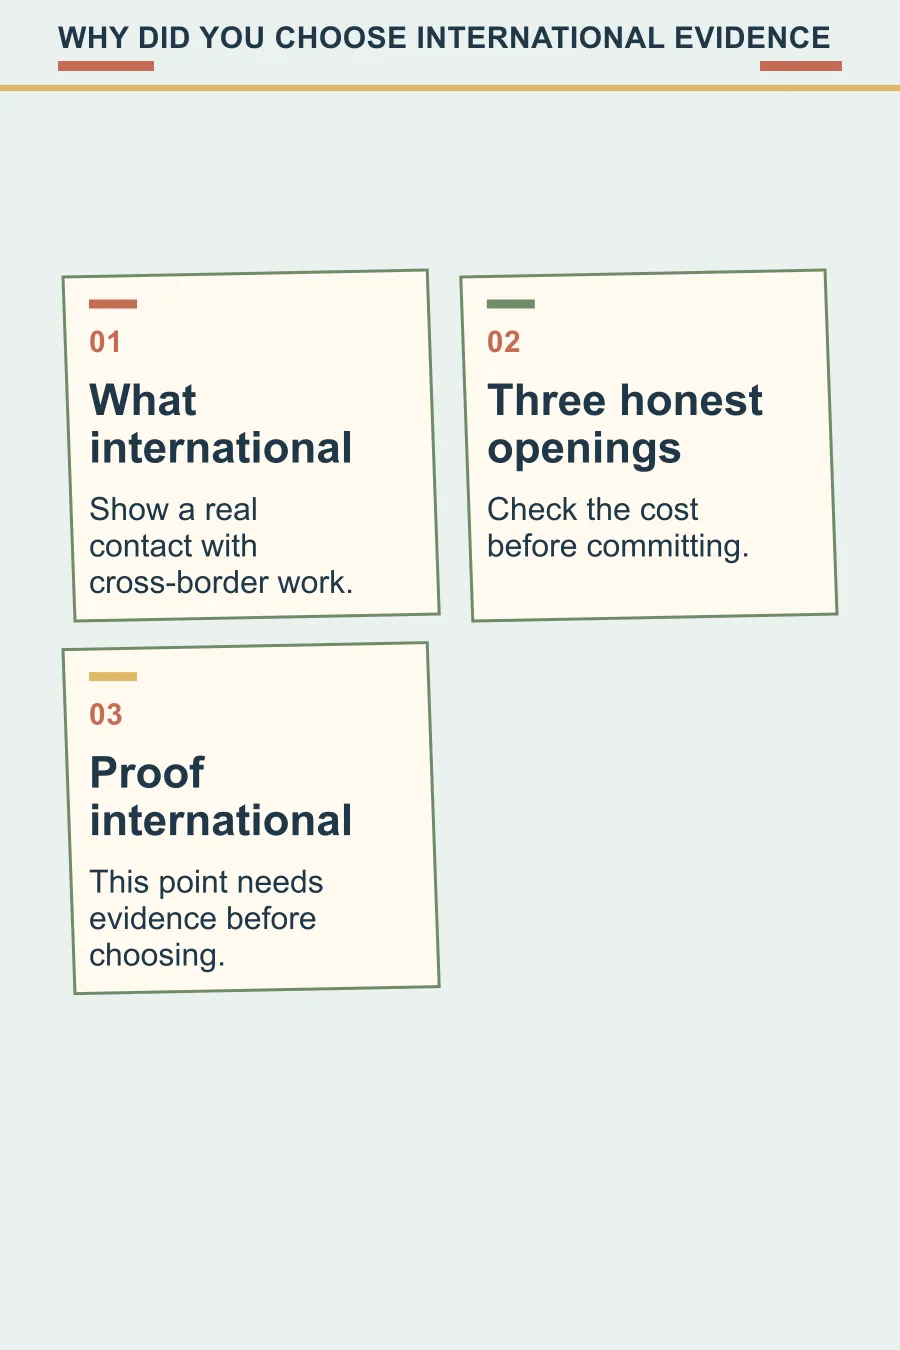 WHY DID YOU CHOOSE INTERNATIONAL EVIDENCE
01
What
international
Show a real
contact with
cross-border work.
02
Three honest
openings
Check the cost
before committing.
03
Proof
international
This point needs
evidence before
choosing.